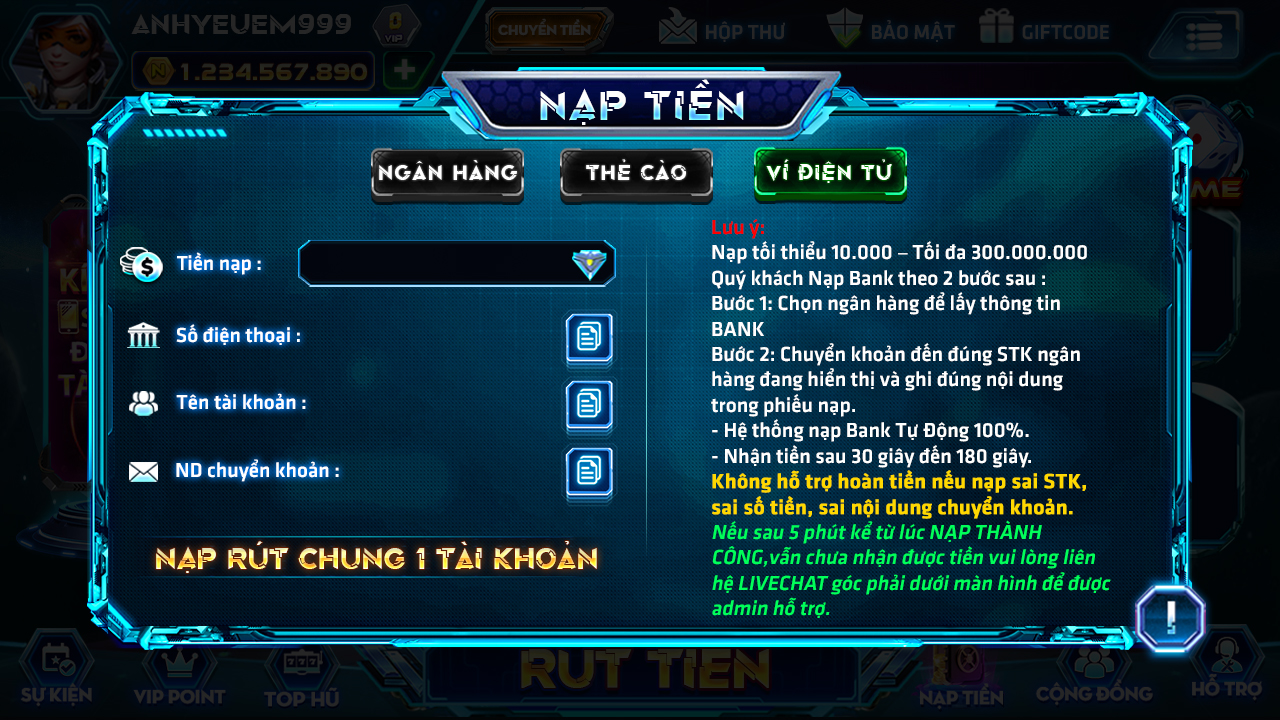 ANHYEUEM999
VIP
CHUYỂN TIỀN
HỘP THƯ
BẢO MẬT
GIFTCODE
1.234.567.890
NẠP TIỀN
NGÂN HÀNG
THẺ CÀO
VÍ ĐIỆN TỬ
Tiền nạp :
Số điện thoại :
Tên tài khoản :
ND chuyển khoản :
NẠP RÚT CHUNG 1 TÀI KHOẢN
Lưu ý:
Nạp tối thiểu 10.000 – Tối đa 300.000.000
Quý khách Nạp Bank theo 2 bước sau :
Bước 1: Chọn ngân hàng để lấy thông tin
BANK
Bước 2: Chuyển khoản đến đúng STK ngân
hàng đang hiển thị và ghi đúng nội dung
trong phiếu nạp.
- Hệ thống nạp Bank Tự Động 100%.
- Nhận tiền sau 30 giây đến 180 giây.
Không hỗ trợ hoàn tiền nếu nạp sai STK,
sai số tiền, sai nội dung chuyển khoản.
Nếu sau 5 phút kể từ lúc NẠP THÀNH
CÔNG,vẫn chưa nhận được tiền vui lòng liên
hệ LIVECHAT góc phải dưới màn hình để được
admin hỗ trợ.
SỰ KIỆN
VIP POINT
777
TOP HŨ
RÚT TIỀN
NẠP TIỀN
CỘNG ĐỒNG
HỖ TRỢ